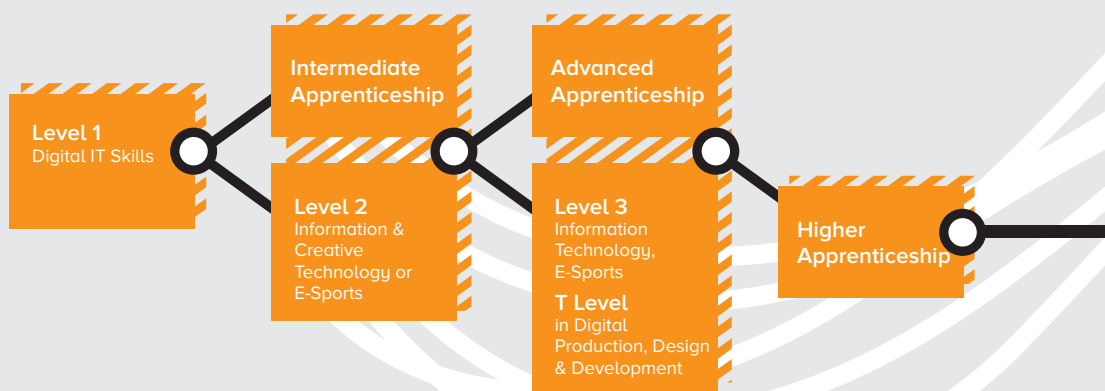 Level 1
Digital IT Skills
Intermediate
Apprenticeship
Level 2
Information &
Creative
Technology or
E-Sports
Advanced
Apprenticeship
Level 3
Information
Technology,
E-Sports
T Level
in Digital
Production, Design
& Development
Higher
Apprenticeship